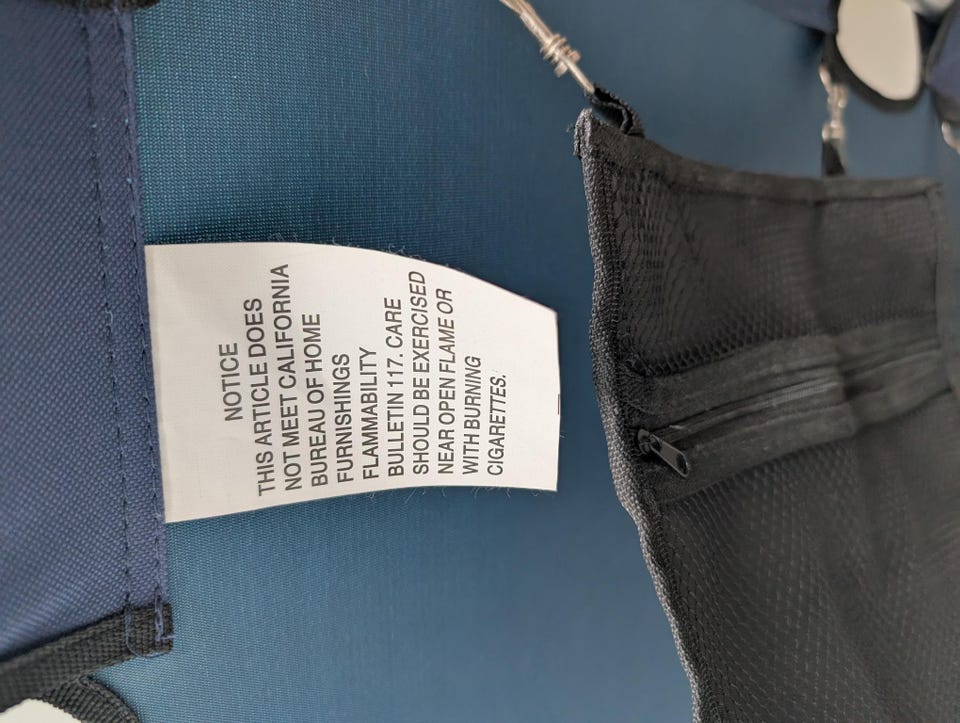 NOTICE
THIS ARTICLE DOES
NOT MEET CALIFORNIA
BUREAU OF HOME
FURNISHINGS
FLAMMABILITY
BULLETIN 117. CARE
SHOULD BE EXERCISED
NEAR OPEN FLAME OR
WITH BURNING
CIGARETTES.